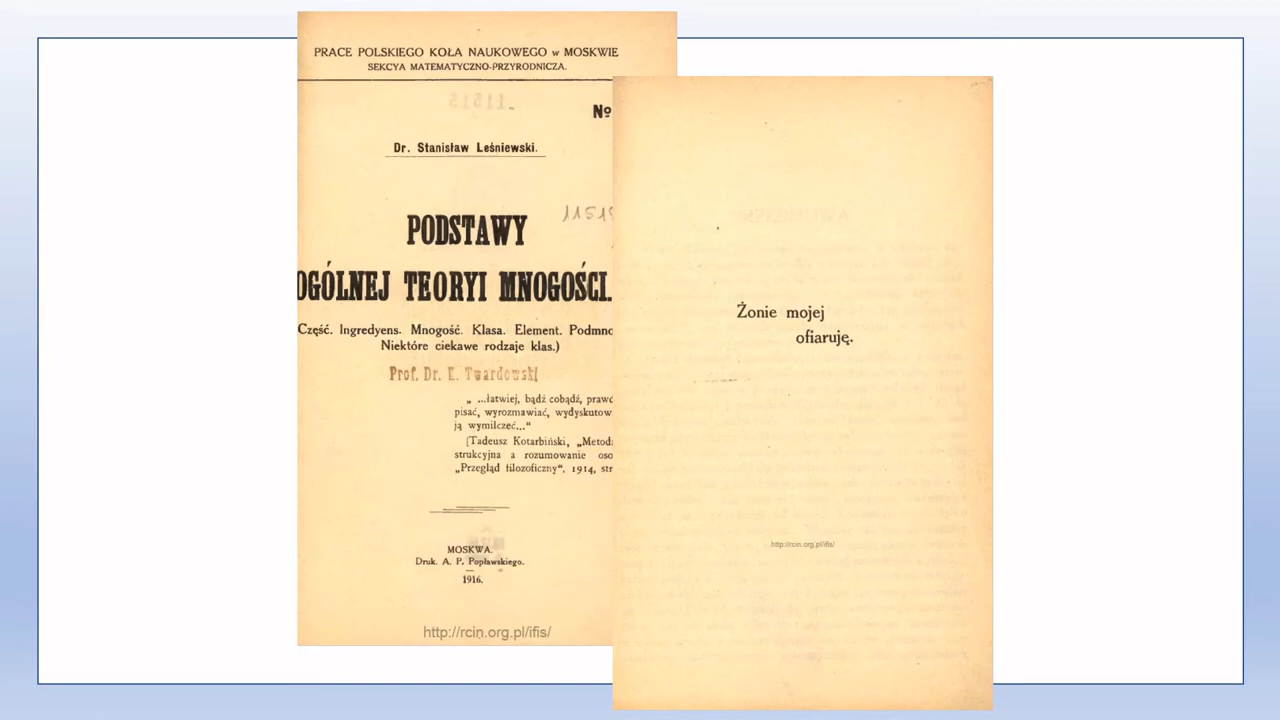 PRACE POLSKIEGO KOŁA NAUKOWEGO w MOSKWIE
SEKCYA MATEMATYCZNO-PRZYRODNICZA.
11515
№
Dr. Stanisław Leśniewski.
PODSTAWY
OGÓLNEJ TEORYI MNOGOŚCI.
Część. Ingredyens. Mnogość. Klasa. Element. Podmno
Niektóre ciekawe rodzaje klas.)
Prof. Dr. K. Twardowski
„ ...łatwiej, bądź cobądź, prawd
pisać, wyrozmawiać, wydyskutow
ją wymilczeć..."
[Tadeusz Kotarbiński, „Metod
strukcyjna a rozumowanie oso
„Przegląd filozoficzny", 1914, str
MOSKWA.
Druk. A. P. Popławskiego.
1916.
http://rcin.org.pl/ifis/
Żonie mojej
ofiaruję.
http://rcin.org.pl/ifis/